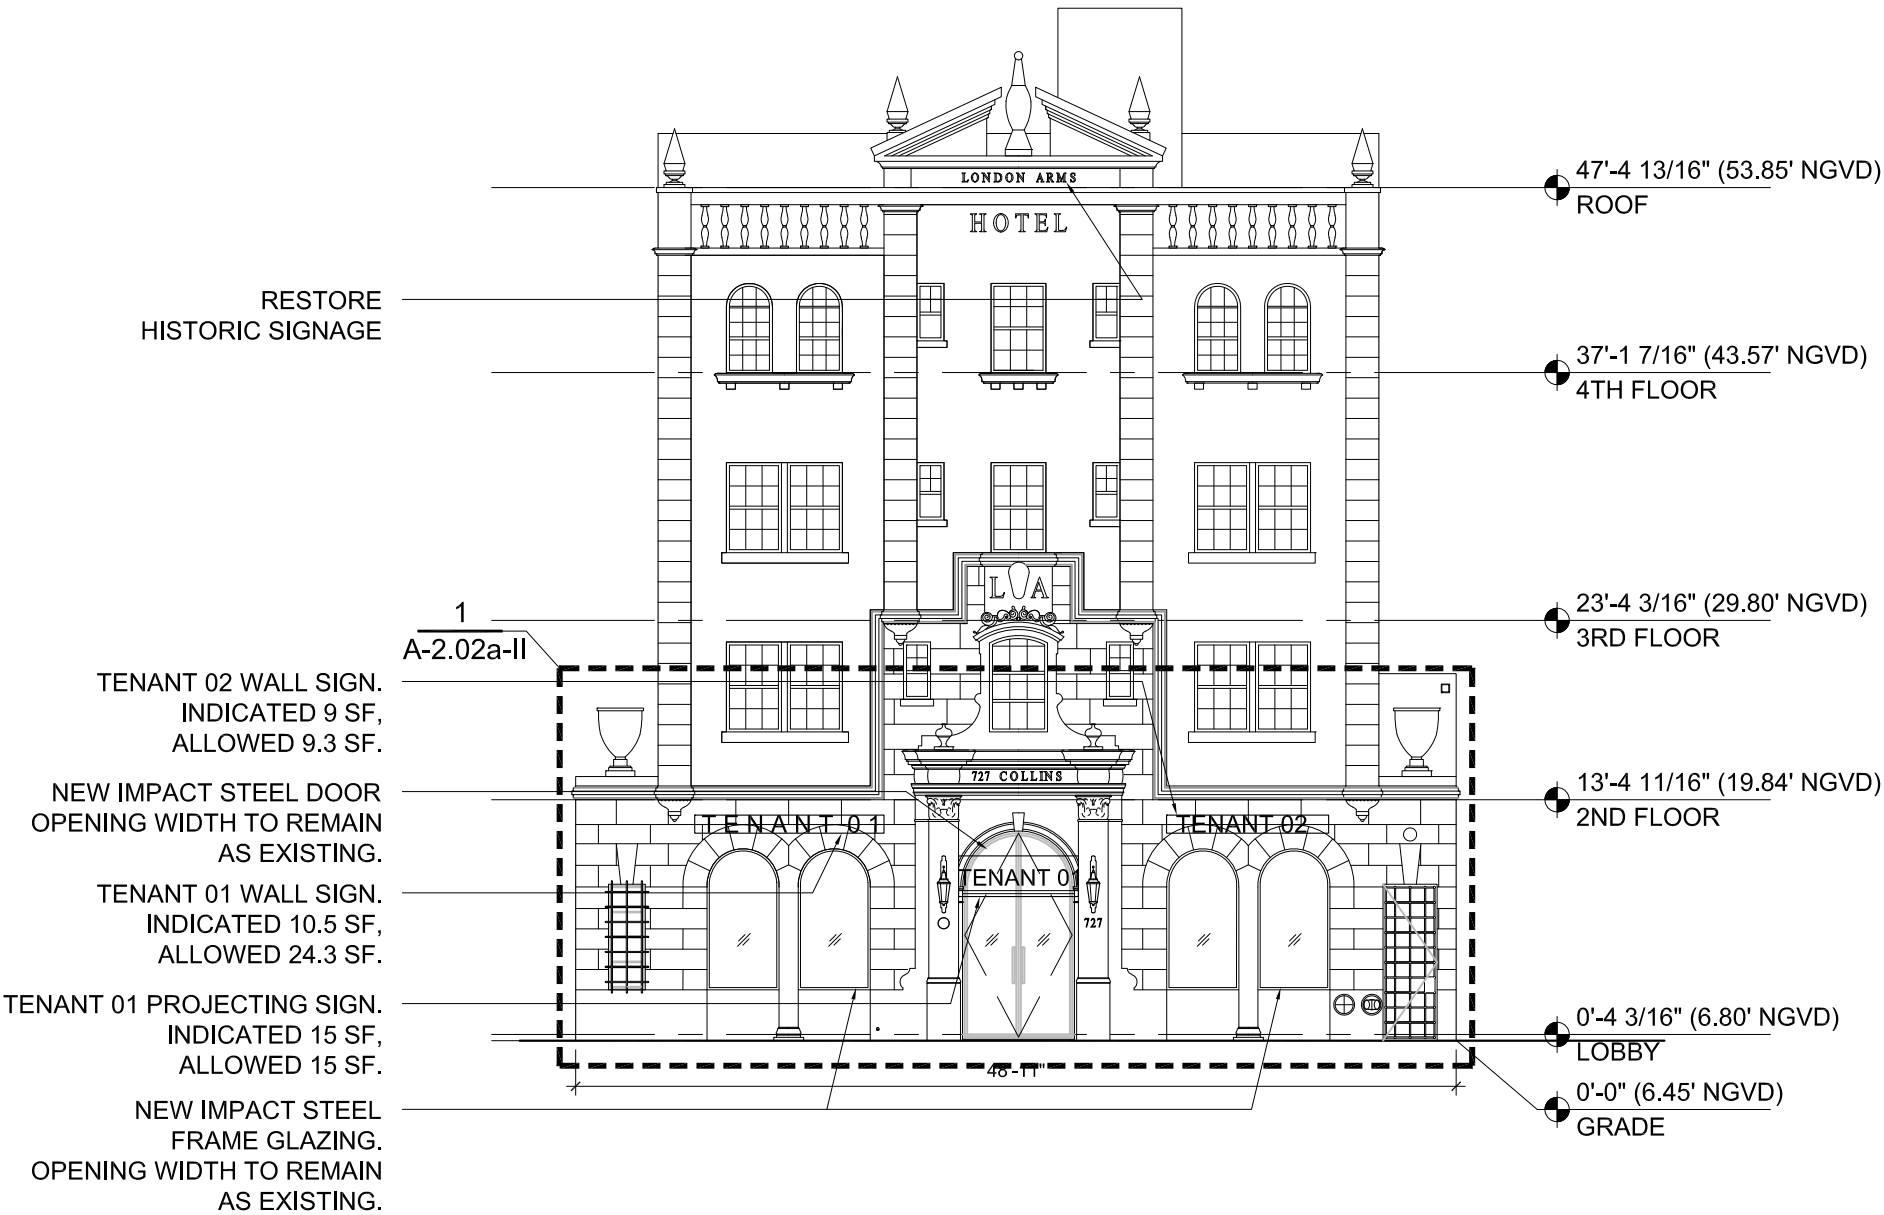 LONDON ARMS
HOTEL
L A
727 COLLINS
TENANT 01
TENANT 02
TENANT 01
727
48'-11"
RESTORE
HISTORIC SIGNAGE
1
A-2.02a-II
TENANT 02 WALL SIGN.
INDICATED 9 SF,
ALLOWED 9.3 SF.
NEW IMPACT STEEL DOOR
OPENING WIDTH TO REMAIN
AS EXISTING.
TENANT 01 WALL SIGN.
INDICATED 10.5 SF,
ALLOWED 24.3 SF.
TENANT 01 PROJECTING SIGN.
INDICATED 15 SF,
ALLOWED 15 SF.
NEW IMPACT STEEL
FRAME GLAZING.
OPENING WIDTH TO REMAIN
AS EXISTING.
47'-4 13/16" (53.85' NGVD)
ROOF
37'-1 7/16" (43.57' NGVD)
4TH FLOOR
23'-4 3/16" (29.80' NGVD)
3RD FLOOR
13'-4 11/16" (19.84' NGVD)
2ND FLOOR
0'-4 3/16" (6.80' NGVD)
LOBBY
0'-0" (6.45' NGVD)
GRADE